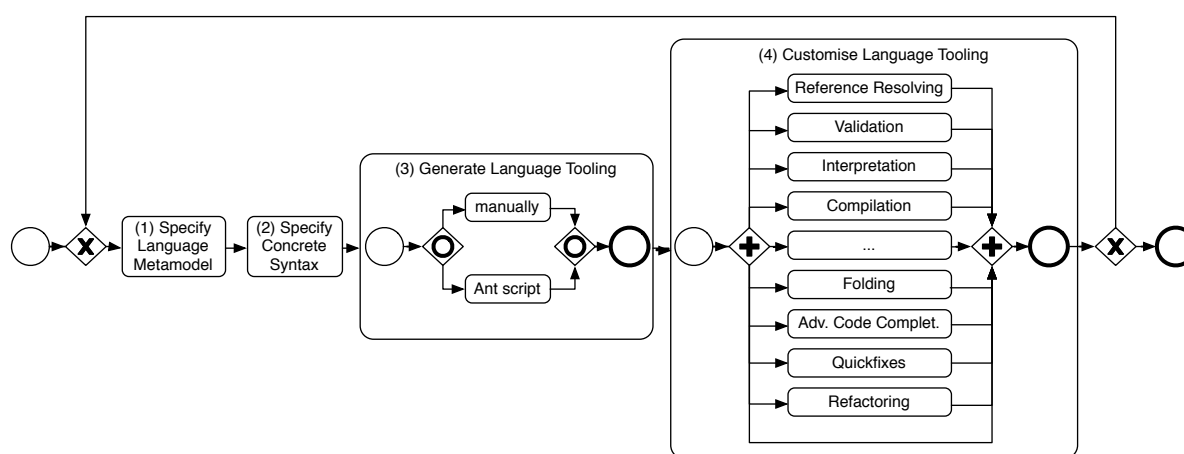 (4) Customise Language Tooling
Reference Resolving
Validation
(3) Generate Language Tooling
Interpretation
manually
Compilation
(1) Specify
Language
Metamodel
(2) Specify
Concrete
Syntax
...
Ant script
Folding
Adv. Code Complet.
Quickfixes
Refactoring